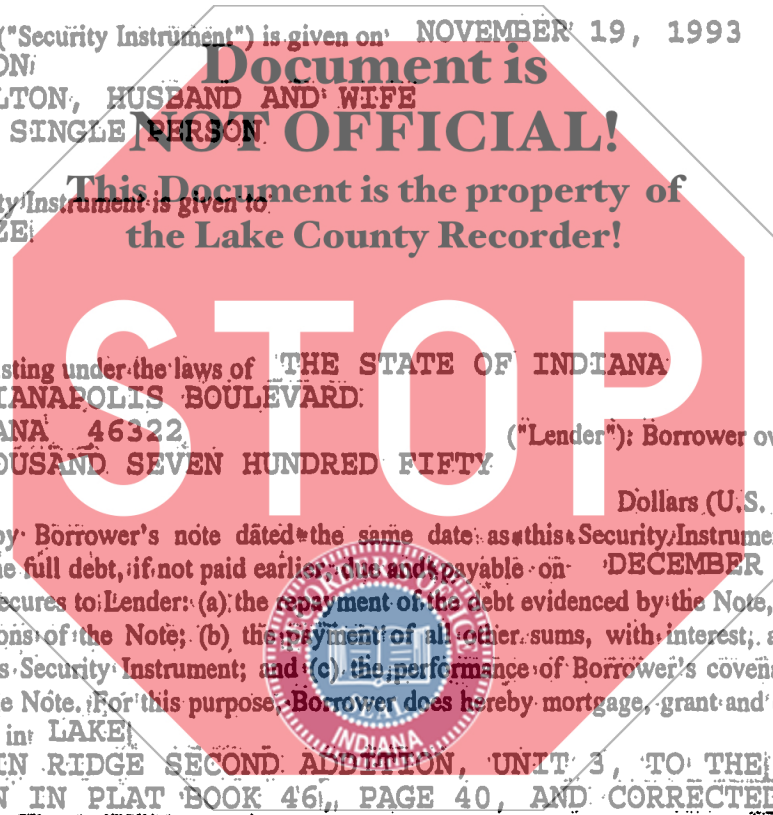 ("Security Instrument") is given on NOVEMBER 19, 1993
ON
Document is
LTON, HUSBAND AND WIFE
SINGLE PERSON
NOT OFFICIAL!
This Document is the property of
ty Instrument is given to
ZE
the Lake County Recorder!
STOP
sting under the laws of THE STATE OF INDIANA
IANAPOLIS BOULEVARD
ANA 46322 ("Lender"). Borrower ow
OUSAND SEVEN HUNDRED FIFTY
Dollars (U.S.
by Borrower's note dated the same date as this Security Instrume
he full debt, if not paid earlier, due and payable on DECEMBER
ecures to Lender: (a) the repayment of the debt evidenced by the Note,
ons of the Note; (b) the payment of all other sums, with interest, a
s Security Instrument; and (c) the performance of Borrower's covena
e Note. For this purpose, Borrower does hereby mortgage, grant and
in LAKE
INDIANA
IN RIDGE SECOND ADDITION, UNIT 3, TO THE
N IN PLAT BOOK 46, PAGE 40, AND CORRECTED